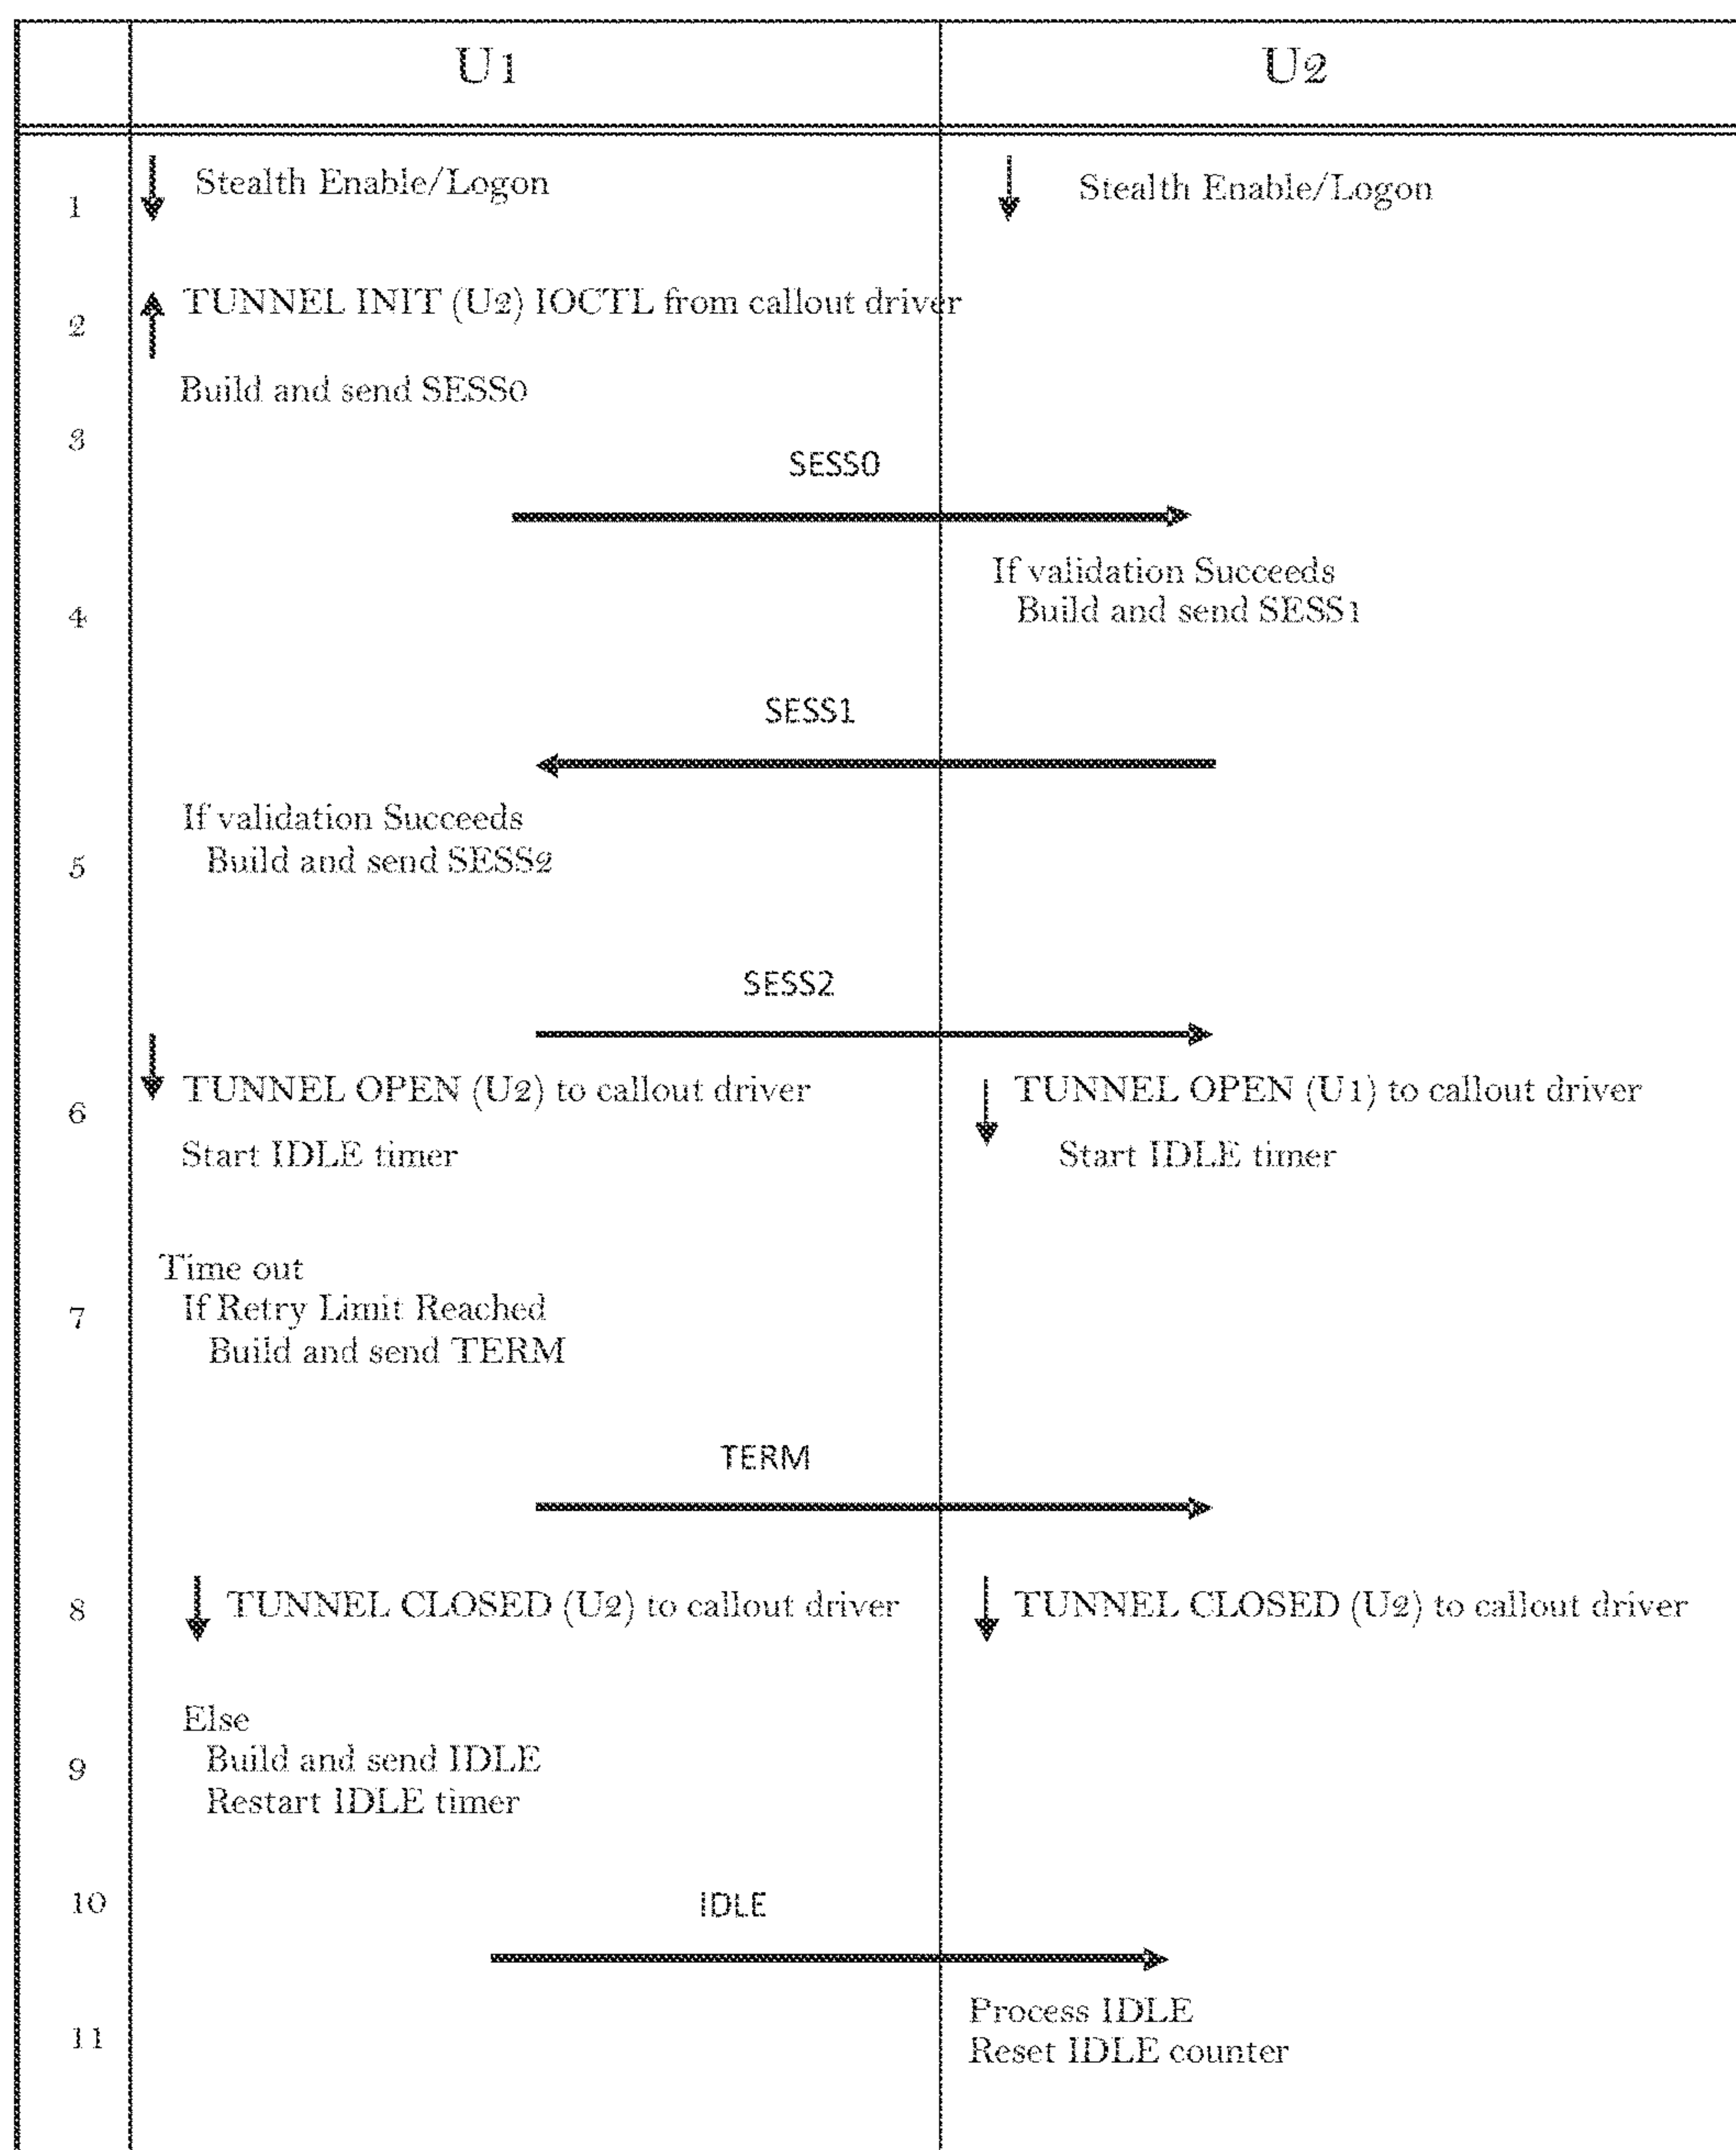 U1 U2
1 Stealth Enable/Logon Stealth Enable/Logon
2 TUNNEL INIT (U2) IOCTL from callout driver
Build and send SESS0
3
SESS0
If validation Succeeds
4 Build and send SESS1
SESS1
If validation Succeeds
5 Build and send SESS2
SESS2
6 TUNNEL OPEN (U2) to callout driver TUNNEL OPEN (U1) to callout driver
Start IDLE timer Start IDLE timer
Time out
7 If Retry Limit Reached
Build and send TERM
TERM
8 TUNNEL CLOSED (U2) to callout driver TUNNEL CLOSED (U2) to callout driver
Else
9 Build and send IDLE
Restart IDLE timer
10 IDLE
Process IDLE
11 Reset IDLE counter